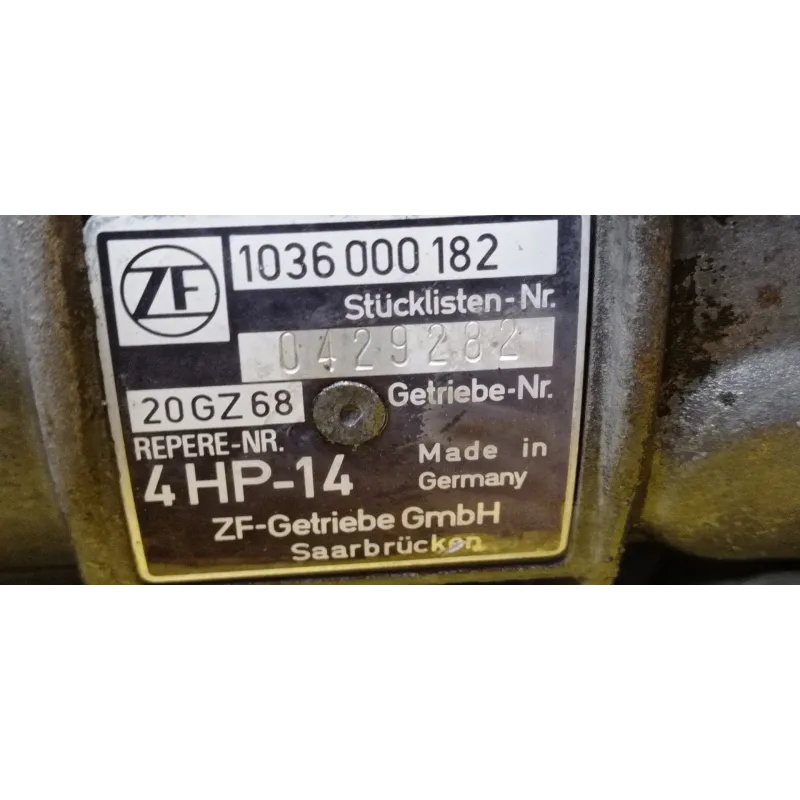 ZF 1036 000 182
Stücklisten-Nr.
0429282
20GZ68 Getriebe-Nr.
REPERE-NR. Made in
4HP-14 Germany
ZF-Getriebe GmbH
Saarbrücken